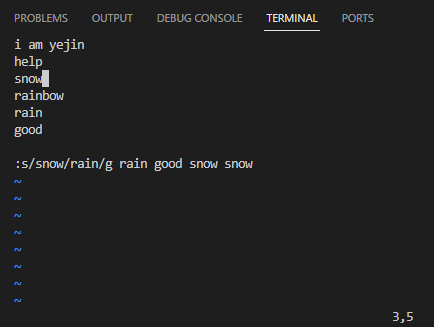 PROBLEMS OUTPUT DEBUG CONSOLE TERMINAL PORTS
i am yejin
help
snow
rainbow
rain
good
:s/snow/rain/g rain good snow snow
~
~
~
~
~
~
~
~
3,5